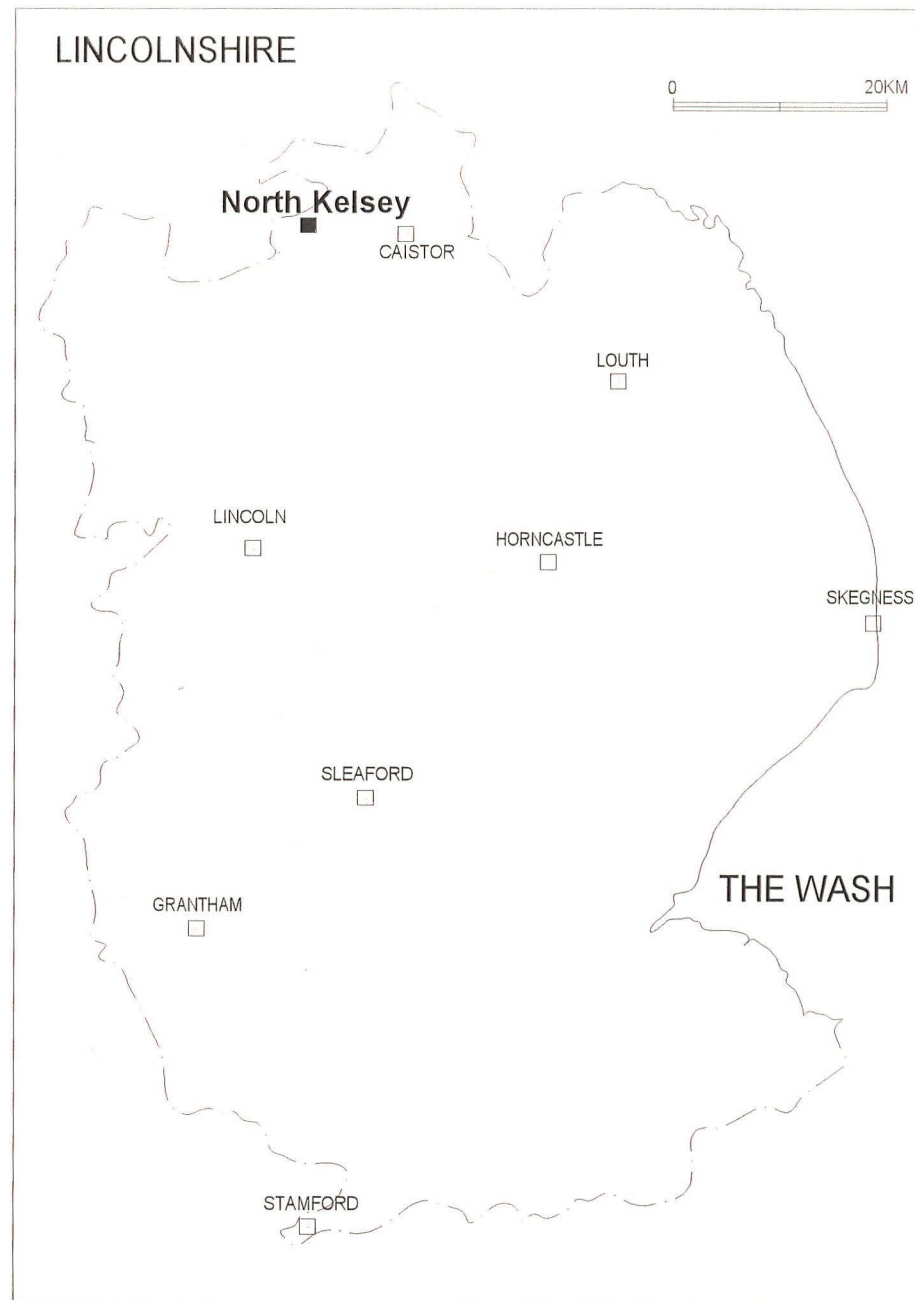 LINCOLNSHIRE
0 20KM
North Kelsey
CAISTOR
LOUTH
LINCOLN
HORNCASTLE
SKEGNESS
SLEAFORD
THE WASH
GRANTHAM
STAMFORD